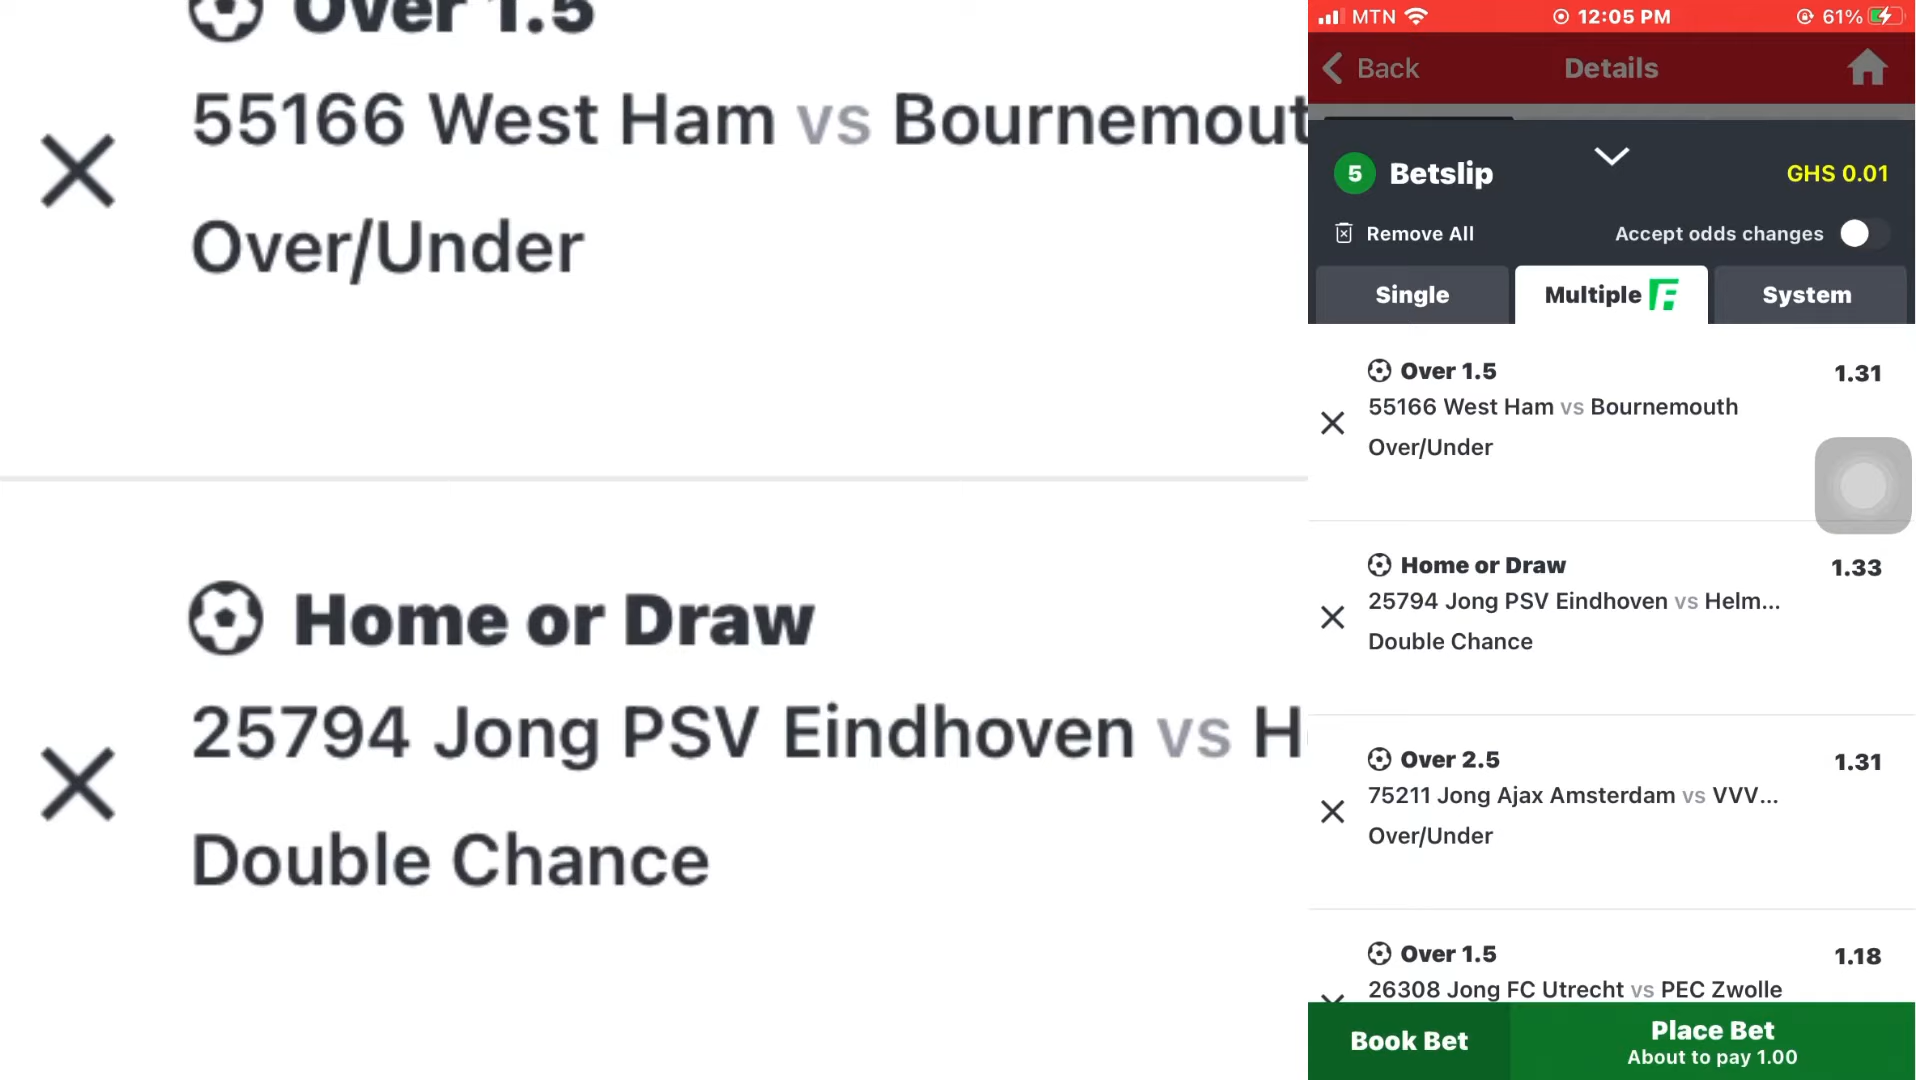 Over 1.5
55166 West Ham vs Bournemout
Over/Under
Home or Draw
25794 Jong PSV Eindhoven vs H
Double Chance
MTN 12:05 PM 61%
Back Details
5 Betslip GHS 0.01
Remove All Accept odds changes
Single Multiple F System
Over 1.5 1.31
55166 West Ham vs Bournemouth
Over/Under
Home or Draw 1.33
25794 Jong PSV Eindhoven vs Helm...
Double Chance
Over 2.5 1.31
75211 Jong Ajax Amsterdam vs VVV...
Over/Under
Over 1.5 1.18
26308 Jong FC Utrecht vs PEC Zwolle
Book Bet Place Bet
About to pay 1.00